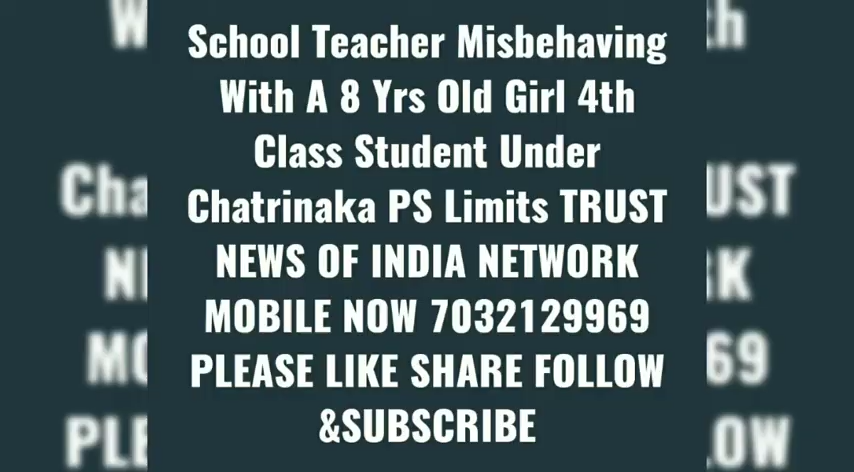 School Teacher Misbehaving
With A 8 Yrs Old Girl 4th
Class Student Under
Chatrinaka PS Limits TRUST
NEWS OF INDIA NETWORK
MOBILE NOW 7032129969
PLEASE LIKE SHARE FOLLOW
&SUBSCRIBE